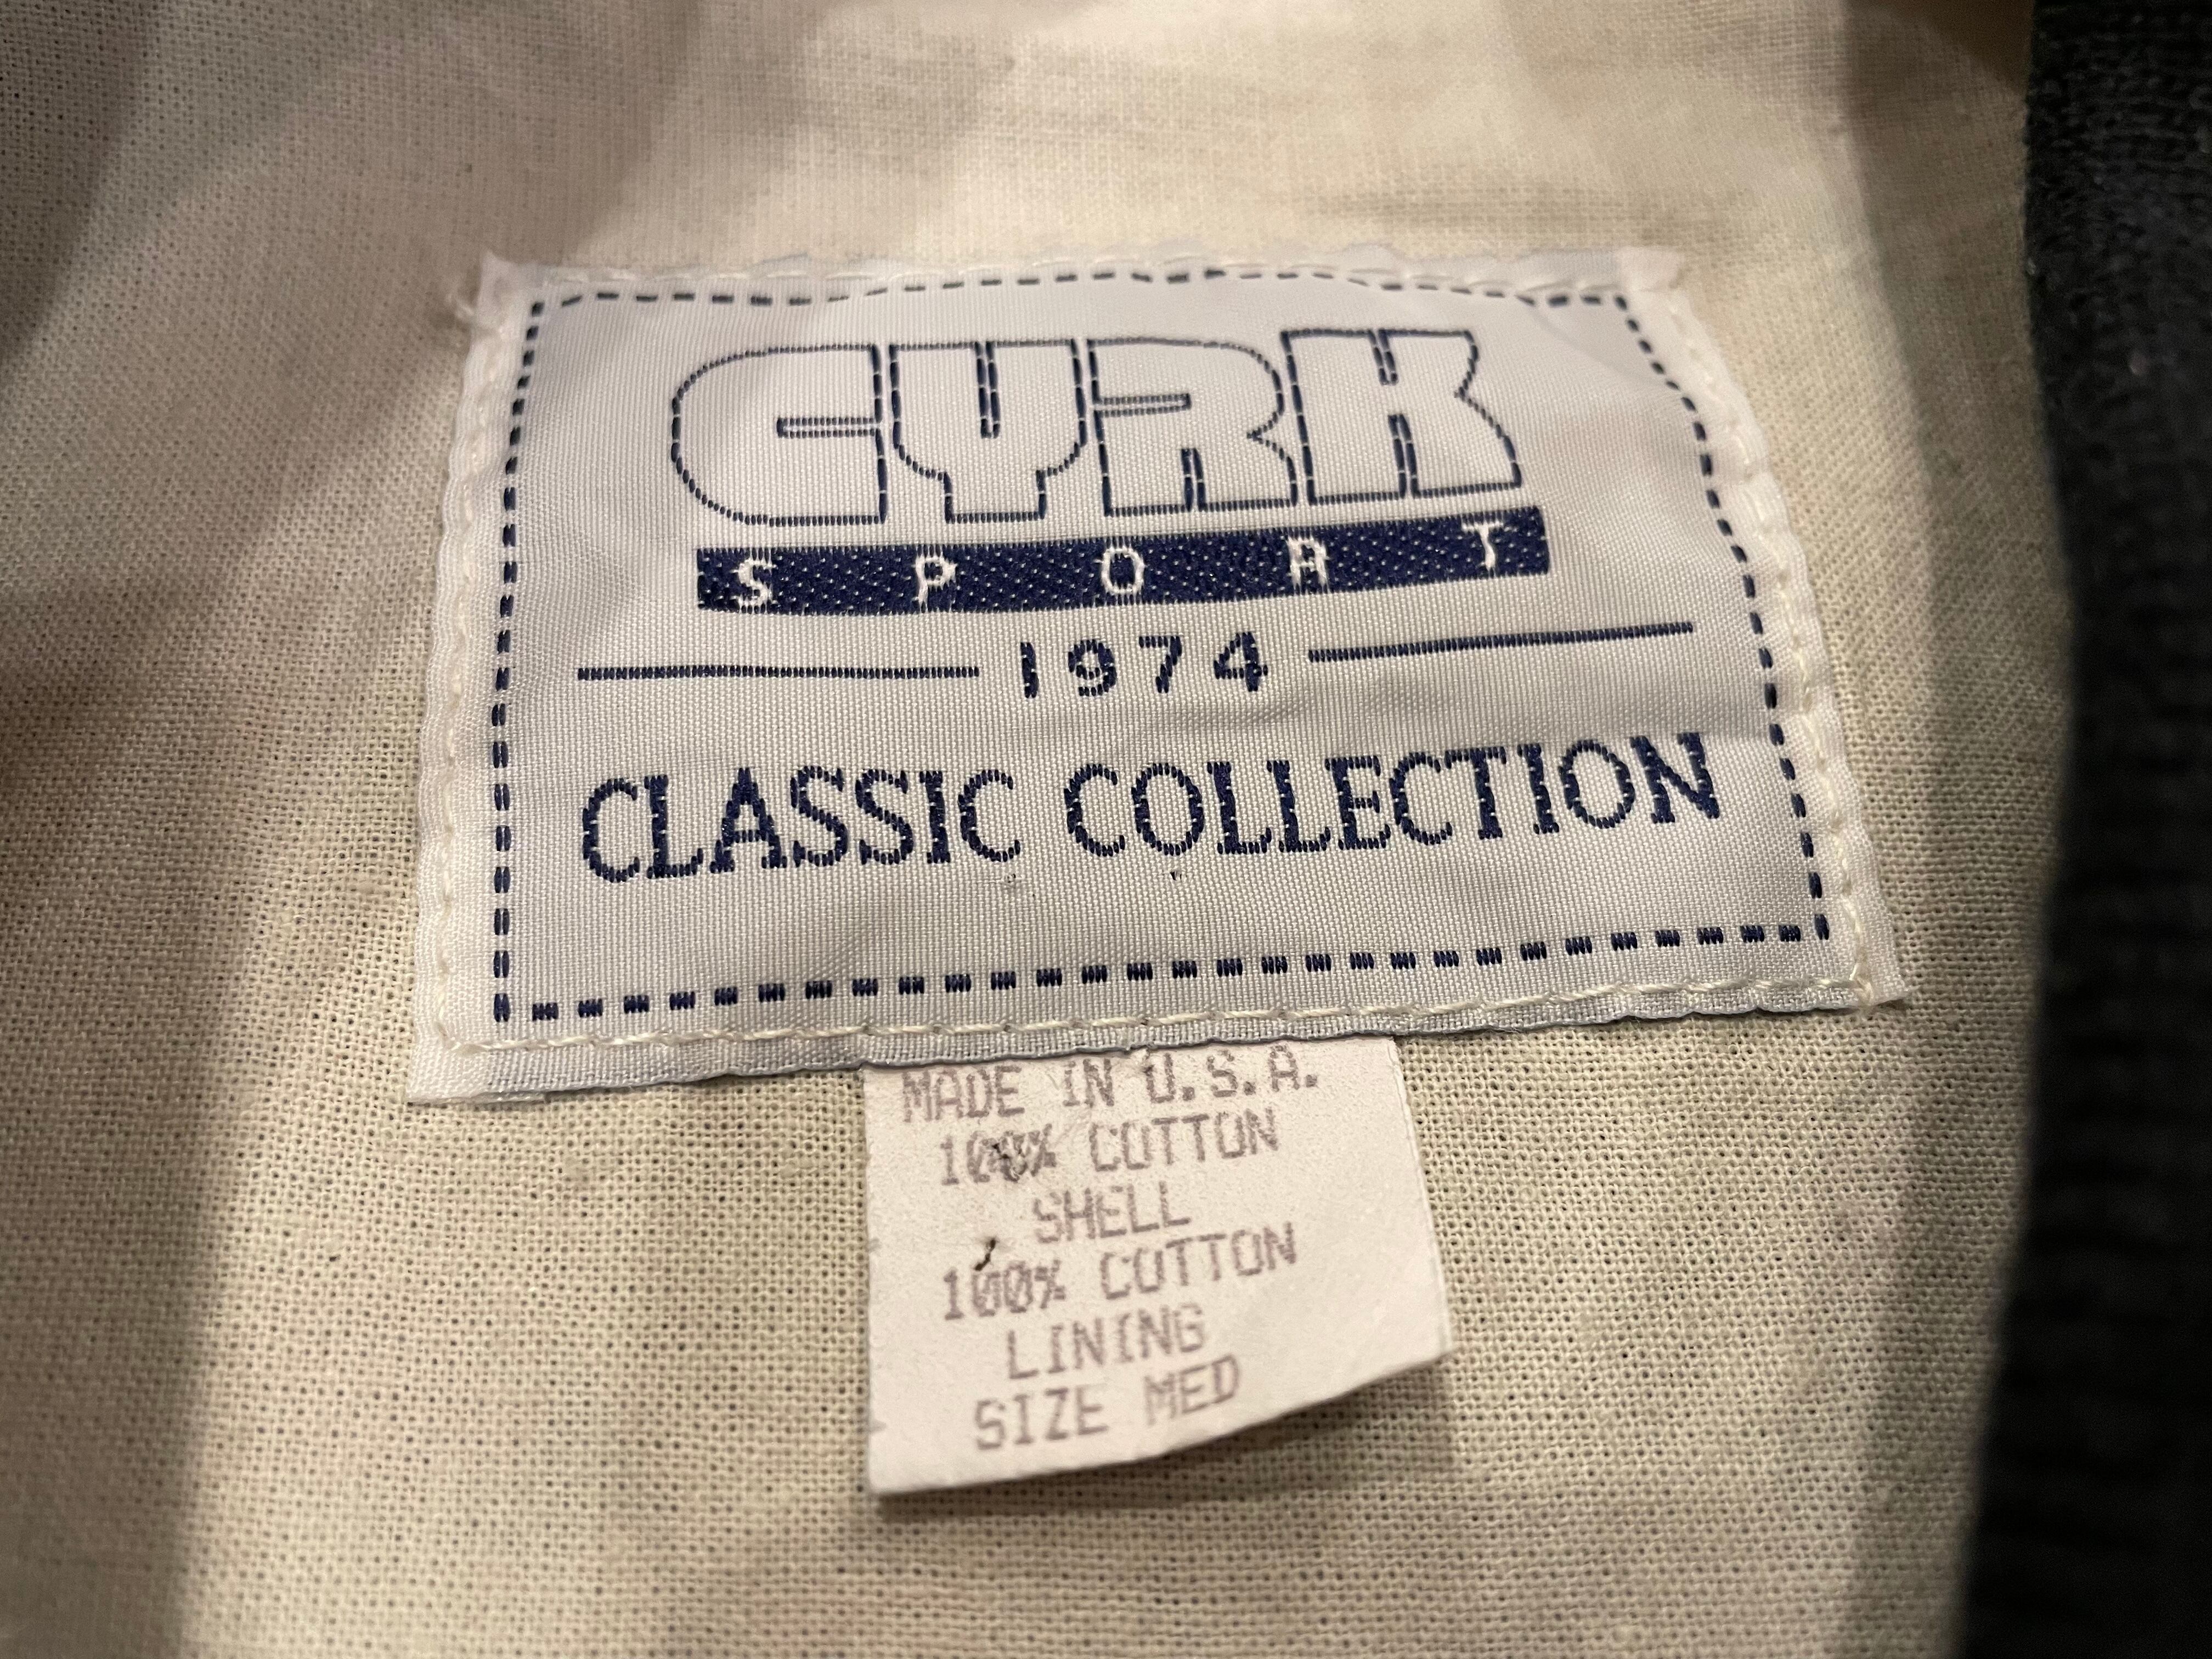 CYRK
SPORT
1974
CLASSIC COLLECTION
MADE IN U.S.A.
100% COTTON
SHELL
100% COTTON
LINING
SIZE MED